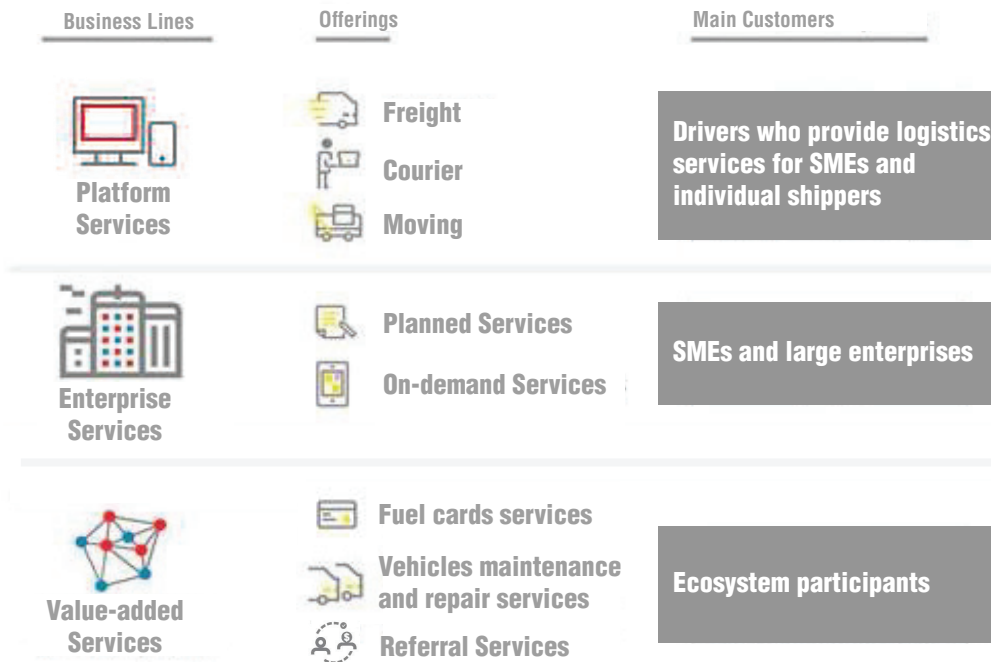 Business Lines
Offerings
Main Customers
Platform
Services
Freight
Courier
Moving
Drivers who provide logistics
services for SMEs and
individual shippers
Enterprise
Services
Planned Services
On-demand Services
SMEs and large enterprises
Value-added
Services
Fuel cards services
Vehicles maintenance
and repair services
Referral Services
Ecosystem participants